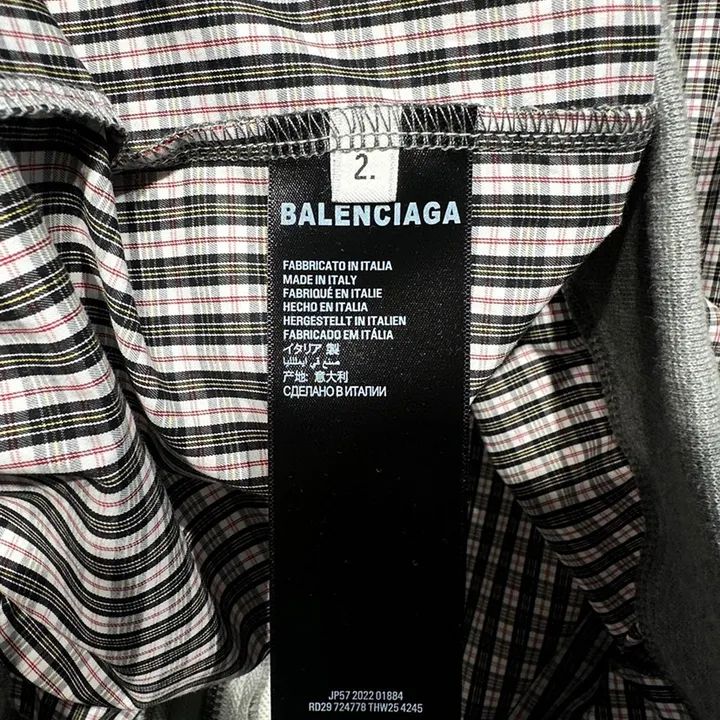 2.
BALENCIAGA
FABBRICATO IN ITALIA
MADE IN ITALY
FABRIQUÉ EN ITALIE
HECHO EN ITALIA
HERGESTELLT IN ITALIEN
FABRICADO EM ITÁLIA
イタリア 製
صنع في إيطاليا
产地: 意大利
СДЕЛАНО В ИТАЛИИ
JP57 2022 01884
RD29 724778 THW25 4245